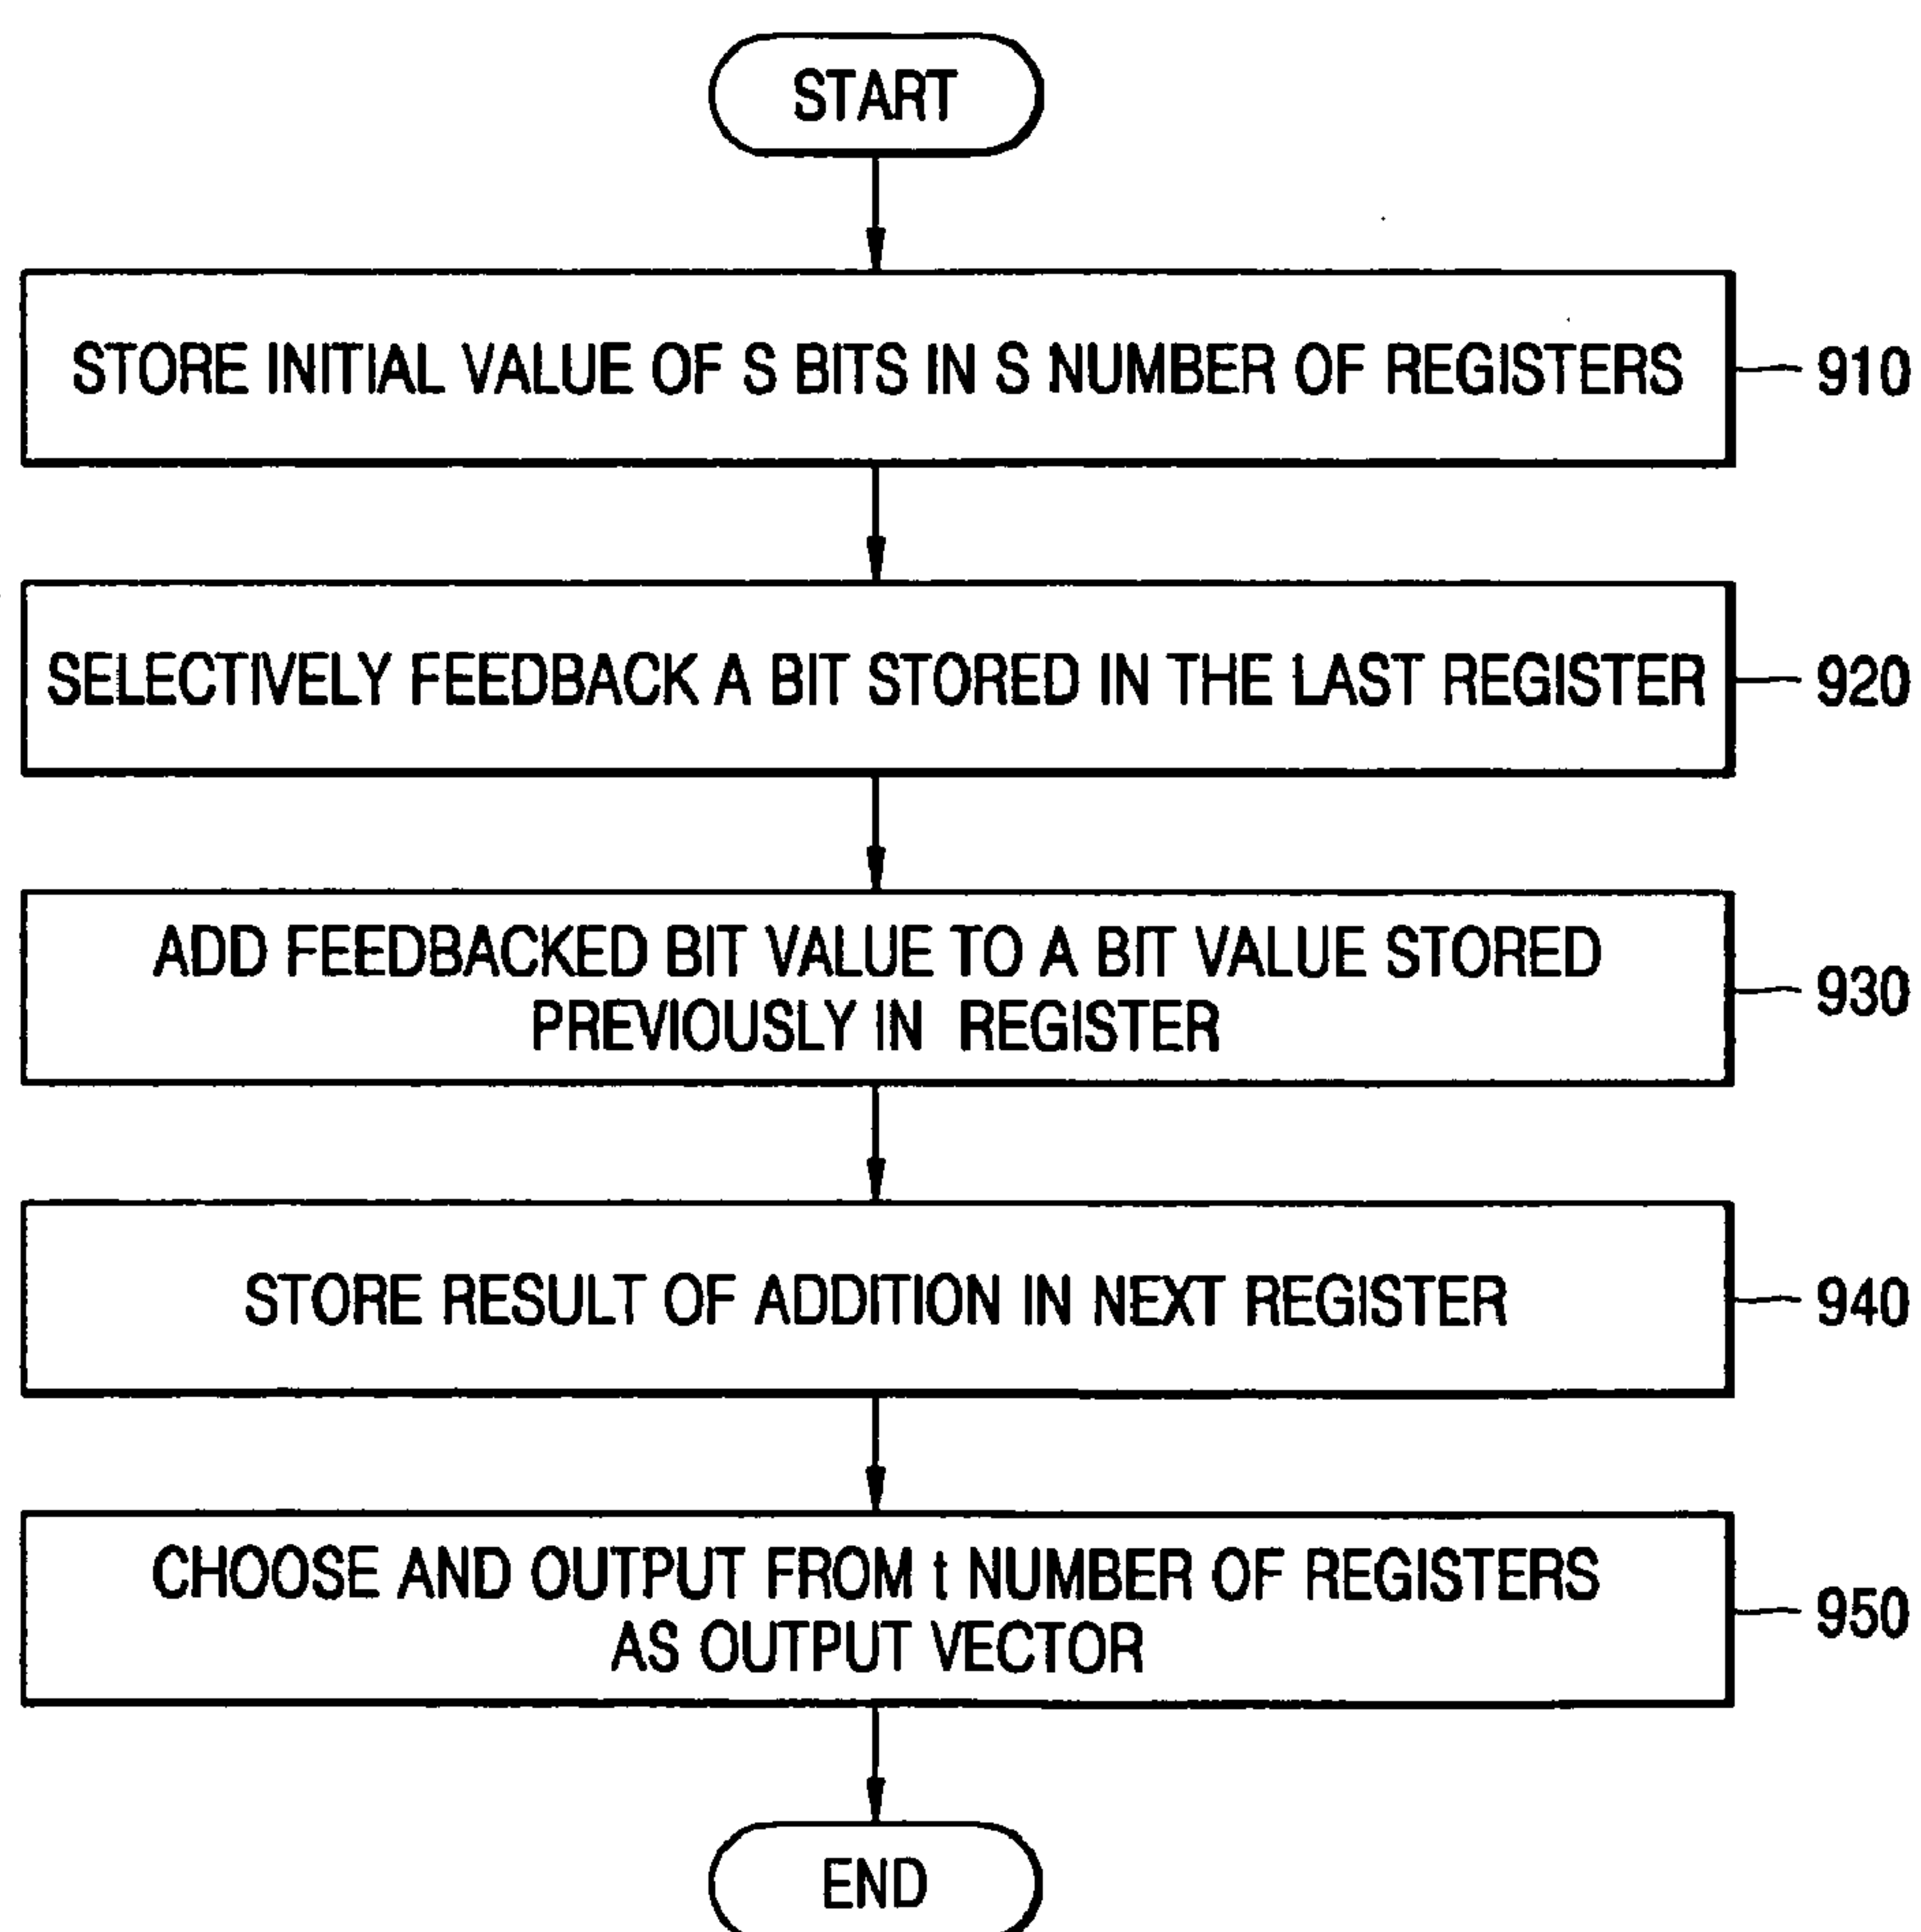 START
STORE INITIAL VALUE OF S BITS IN S NUMBER OF REGISTERS
910
SELECTIVELY FEEDBACK A BIT STORED IN THE LAST REGISTER
920
ADD FEEDBACKED BIT VALUE TO A BIT VALUE STORED
PREVIOUSLY IN REGISTER
930
STORE RESULT OF ADDITION IN NEXT REGISTER
940
CHOOSE AND OUTPUT FROM t NUMBER OF REGISTERS
AS OUTPUT VECTOR
950
END